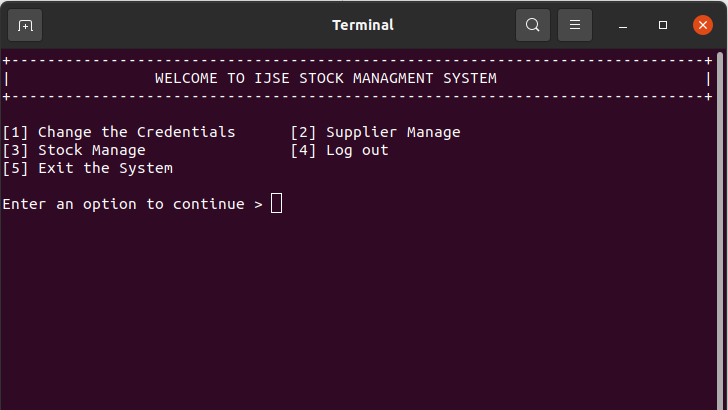 Terminal
+-----------------------------------------------------------------------------+
|                WELCOME TO IJSE STOCK MANAGMENT SYSTEM                       |
+-----------------------------------------------------------------------------+
[1] Change the Credentials      [2] Supplier Manage
[3] Stock Manage                [4] Log out
[5] Exit the System
Enter an option to continue >